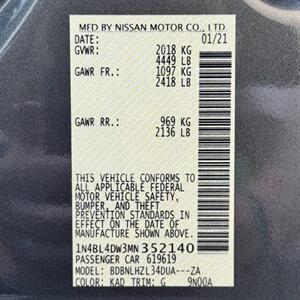 MFD BY NISSAN MOTOR CO., LTD.
DATE: 01/21
GVWR: 2018 KG
4449 LB
GAWR FR.: 1097 KG
2418 LB
GAWR RR.: 969 KG
2136 LB
THIS VEHICLE CONFORMS TO
ALL APPLICABLE FEDERAL
MOTOR VEHICLE SAFETY,
BUMPER, AND THEFT
PREVENTION STANDARDS IN
EFFECT ON THE DATE OF
MANUFACTURE SHOWN ABOVE.
1N4BL4DW3MN352140
PASSENGER CAR 619619
MODEL: BDBNLHZL34DUA---ZA
COLOR: KAD TRIM: G 9N00A